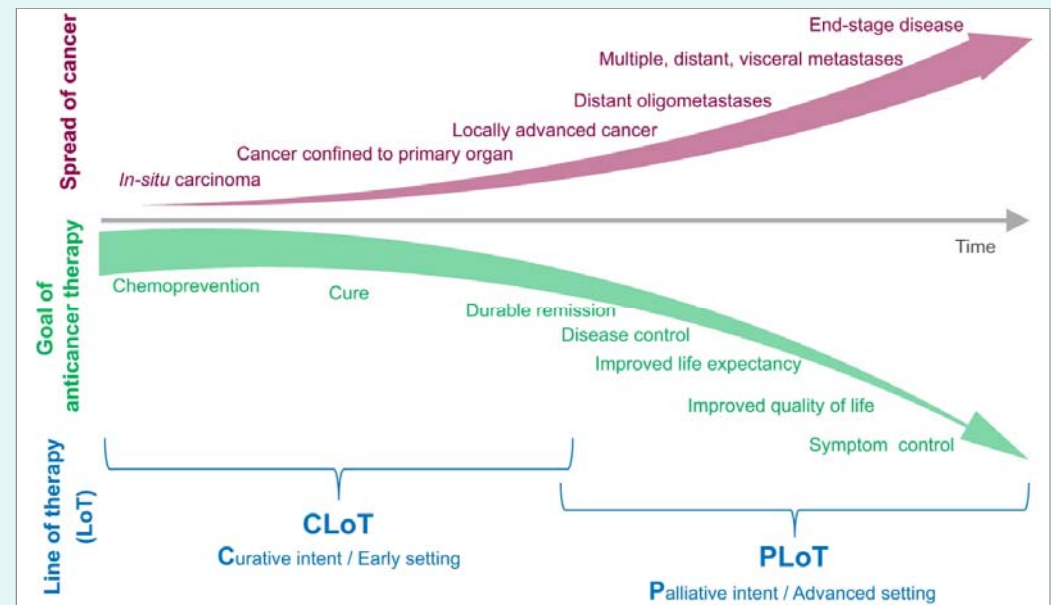 Spread of cancer
End-stage disease
Multiple, distant, visceral metastases
Distant oligometastases
Locally advanced cancer
Cancer confined to primary organ
In-situ carcinoma
Time
Goal of
anticancer therapy
Chemoprevention
Cure
Durable remission
Disease control
Improved life expectancy
Improved quality of life
Symptom control
Line of therapy
(LoT)
CLoT
Curative intent / Early setting
PLoT
Palliative intent / Advanced setting